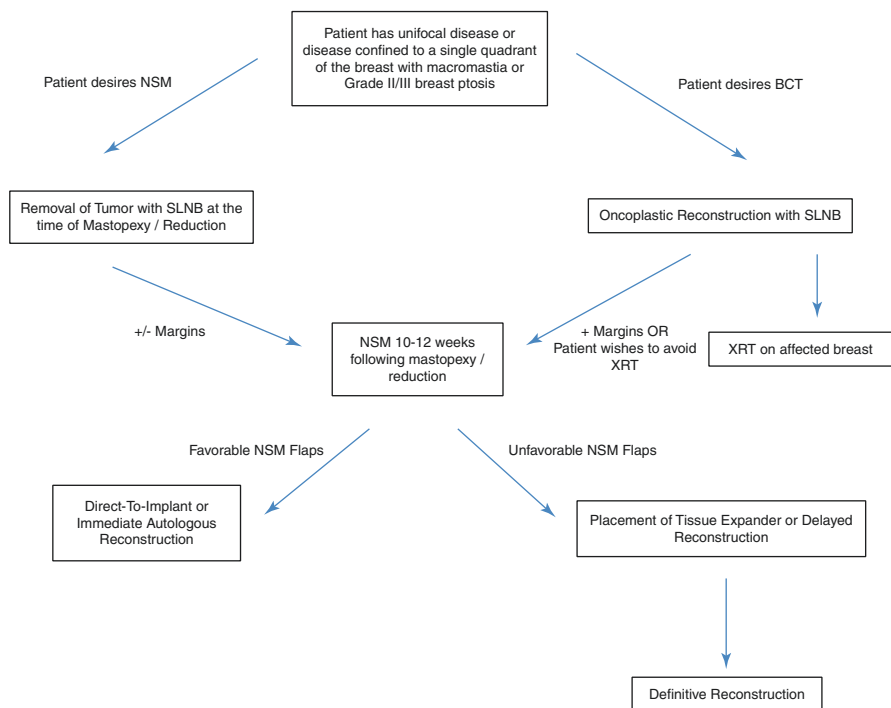 Patient has unifocal disease or
disease confined to a single quadrant
of the breast with macromastia or
Grade II/III breast ptosis
Patient desires NSM
Patient desires BCT
Removal of Tumor with SLNB at the
time of Mastopexy / Reduction
Oncoplastic Reconstruction with SLNB
+/- Margins
NSM 10-12 weeks
following mastopexy /
reduction
+ Margins OR
Patient wishes to avoid
XRT
XRT on affected breast
Favorable NSM Flaps
Unfavorable NSM Flaps
Direct-To-Implant or
Immediate Autologous
Reconstruction
Placement of Tissue Expander or Delayed
Reconstruction
Definitive Reconstruction